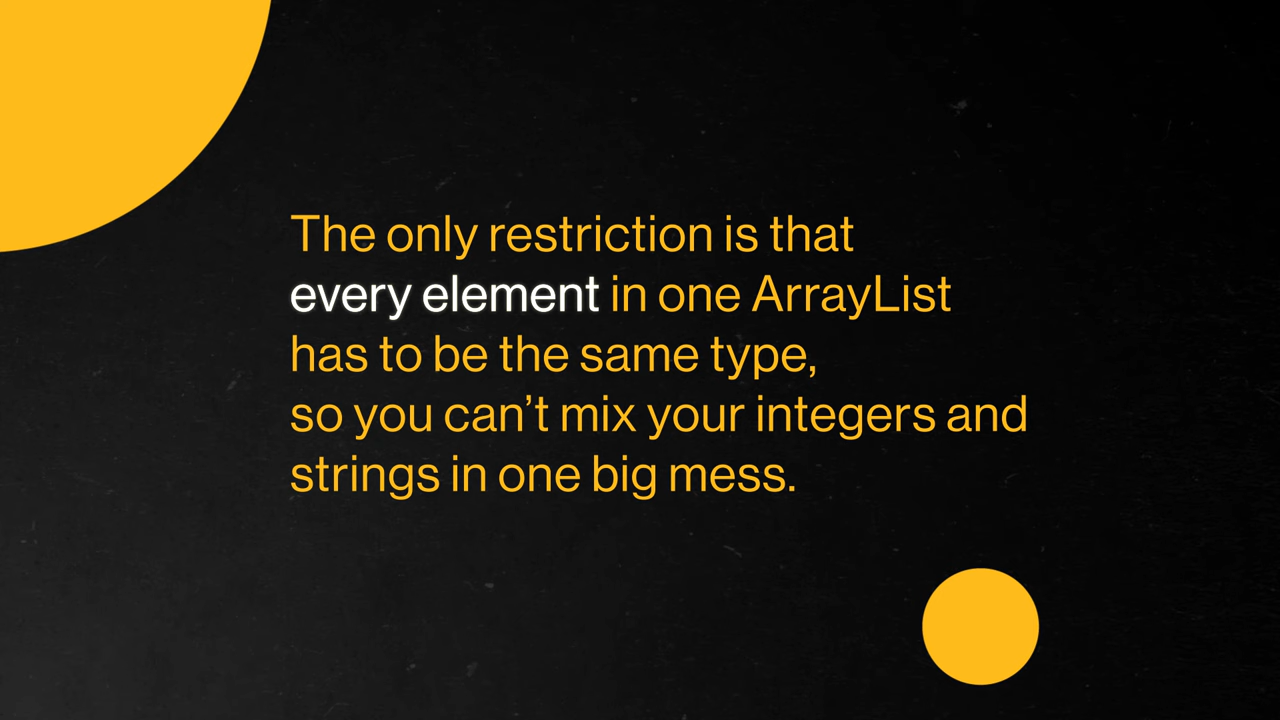 The only restriction is that
every element in one ArrayList
has to be the same type,
so you can’t mix your integers and
strings in one big mess.